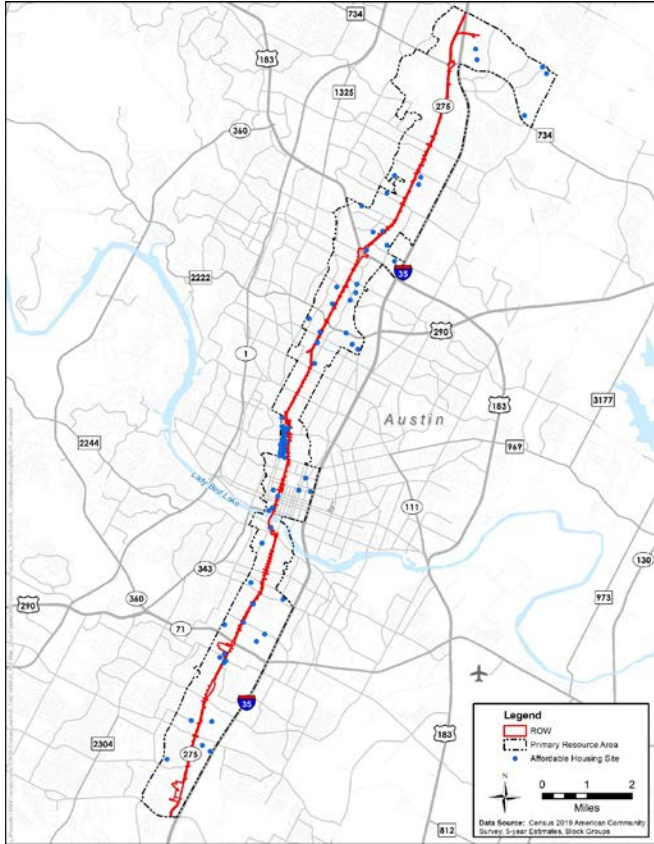 734
183
1325
275
360
734
2222
35
290
1
183
3177
Austin
2244
969
Lady Bird Lake
111
343
130
360
290
973
71
35
183
2304
275
812
Legend
ROW
Primary Resource Area
Affordable Housing Site
N
0 1 2
Miles
Data Source: Census 2019 American Community
Survey, 5-year Estimates, Block Groups